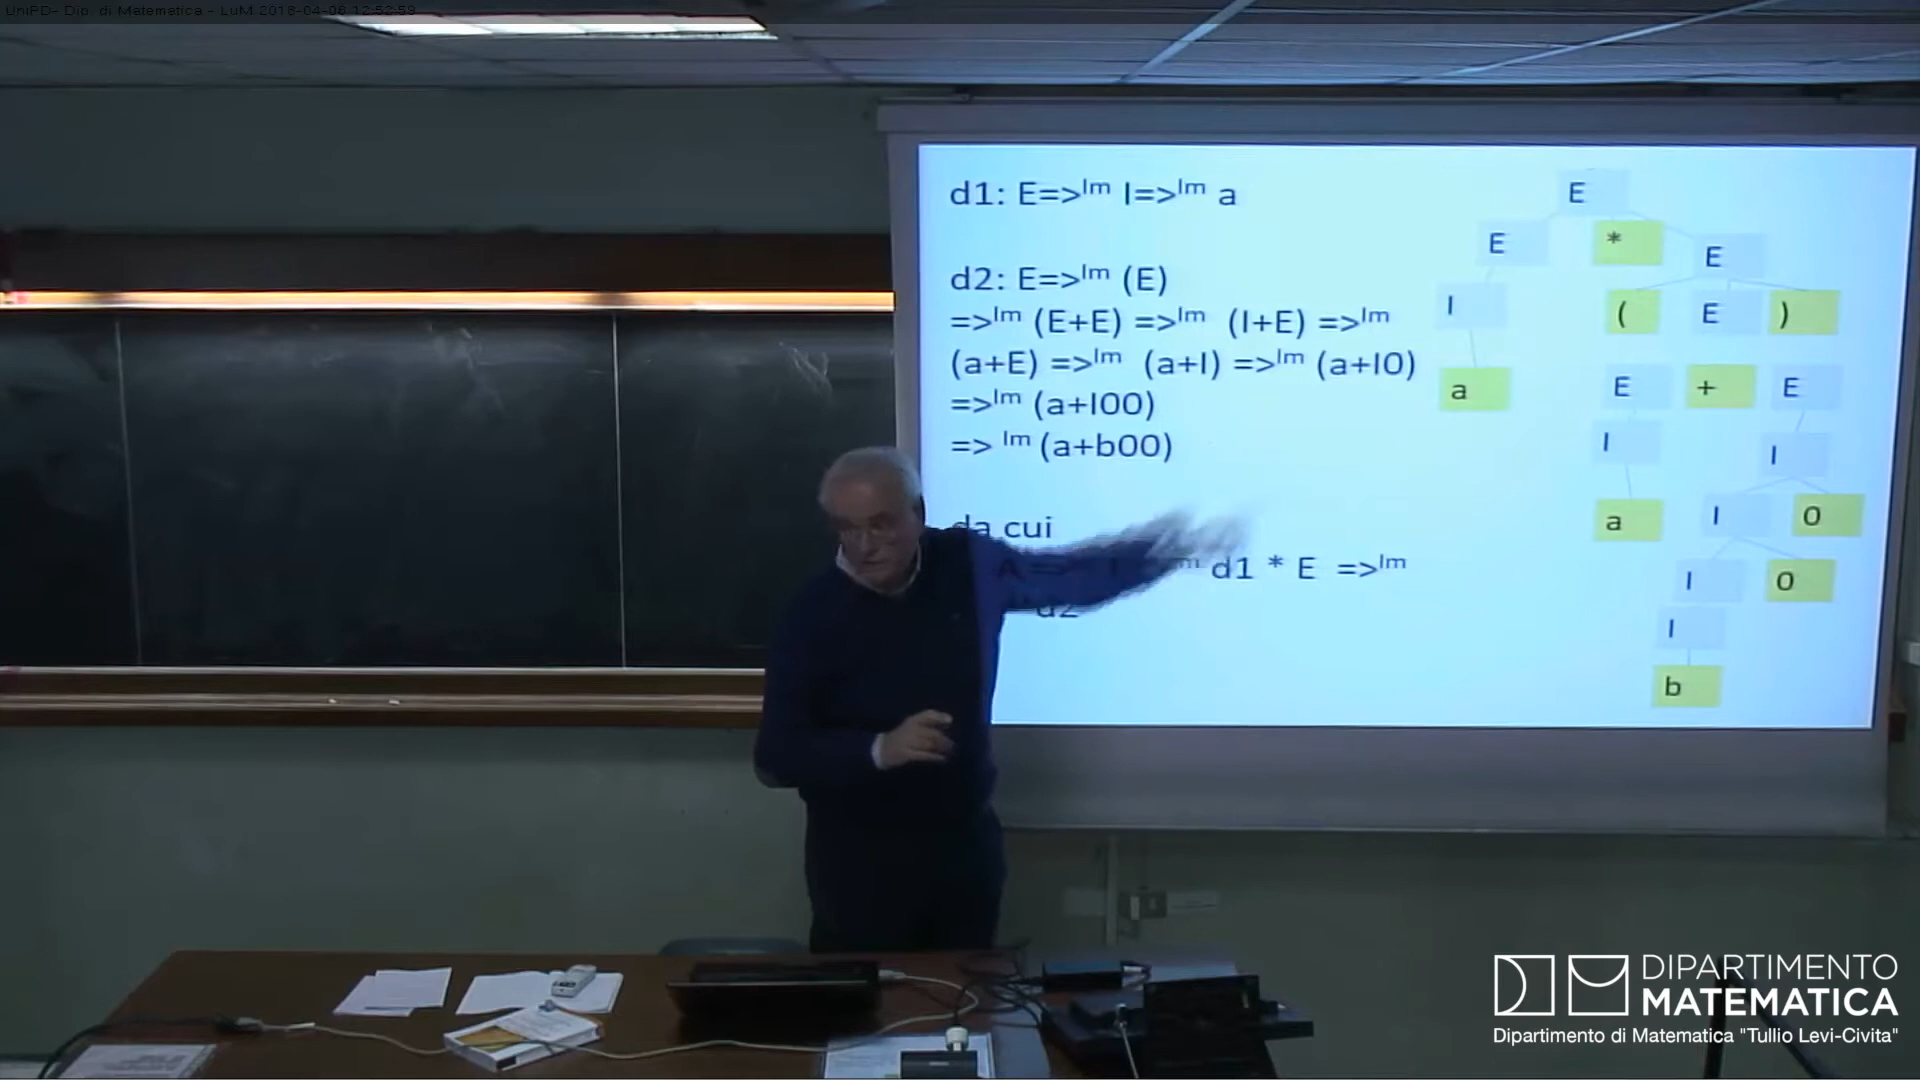 UniPD- Dip. di Matematica - LuM 2018-04-06 12:52:59
d1: E=>lm I=>lm a
d2: E=>lm (E)
=>lm (E+E) =>lm (I+E) =>lm
(a+E) =>lm (a+I) =>lm (a+I0)
=>lm (a+I00)
=> lm (a+b00)
da cui
d1 * E =>lm
d2
E
E * E
I ( E )
a E + E
I I
a I 0
I 0
I
b
DIPARTIMENTO
MATEMATICA
Dipartimento di Matematica "Tullio Levi-Civita"